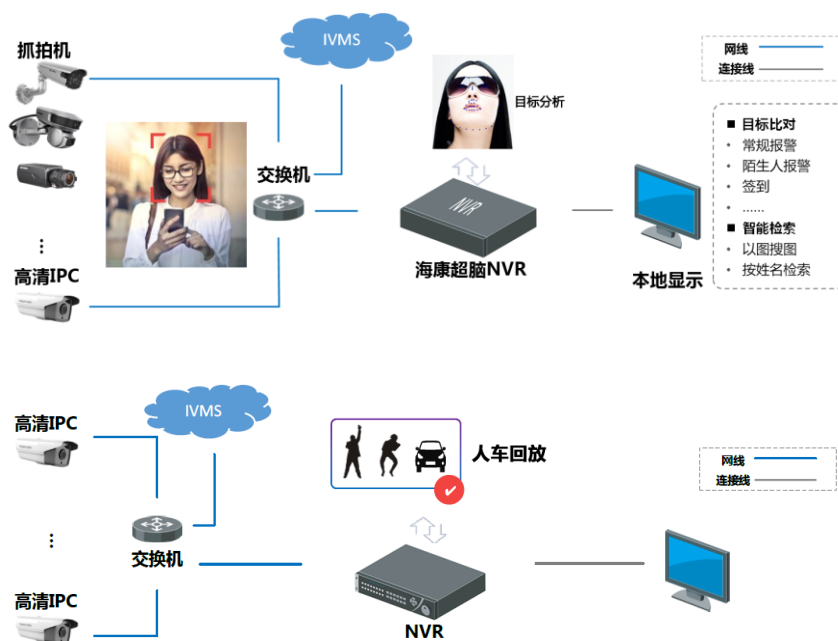 抓拍机
IVMS
网线
连接线
目标分析
■ 目标比对
• 常规报警
• 陌生人报警
• 签到
• ......
■ 智能检索
• 以图搜图
• 按姓名检索
交换机
NVR
海康超脑NVR
本地显示
⋮
高清IPC
高清IPC
IVMS
人车回放
网线
连接线
⋮
交换机
高清IPC
NVR